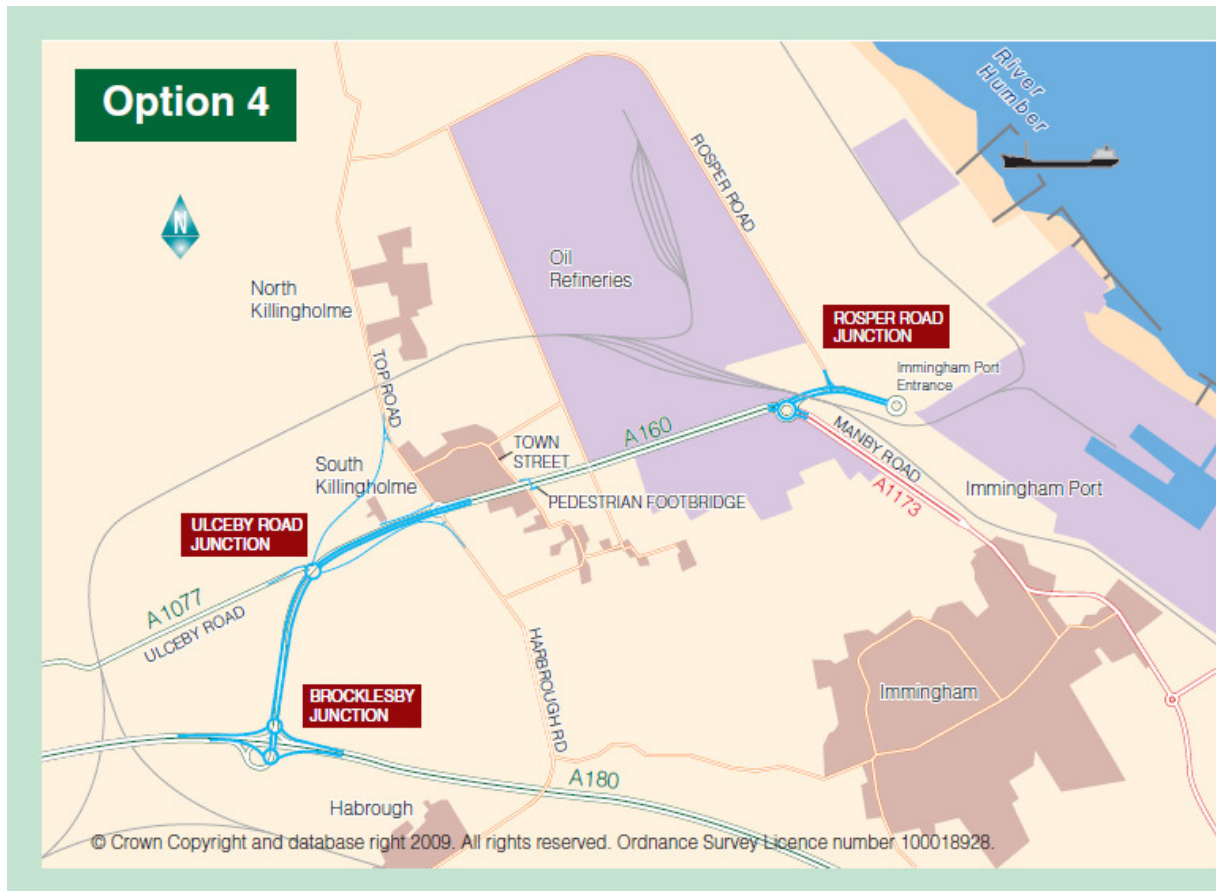 Option 4
River
Humber
N
ROSPER ROAD
North
Killingholme
Oil
Refineries
ROSPER ROAD
JUNCTION
Immingham Port
Entrance
TOP ROAD
A160
MANBY ROAD
TOWN
STREET
South
Killingholme
PEDESTRIAN FOOTBRIDGE
A1173
Immingham Port
ULCEBY ROAD
JUNCTION
A1077
ULCEBY ROAD
HARBROUGH RD
BROCKLESBY
JUNCTION
Immingham
A180
Habrough
© Crown Copyright and database right 2009. All rights reserved. Ordnance Survey Licence number 100018928.